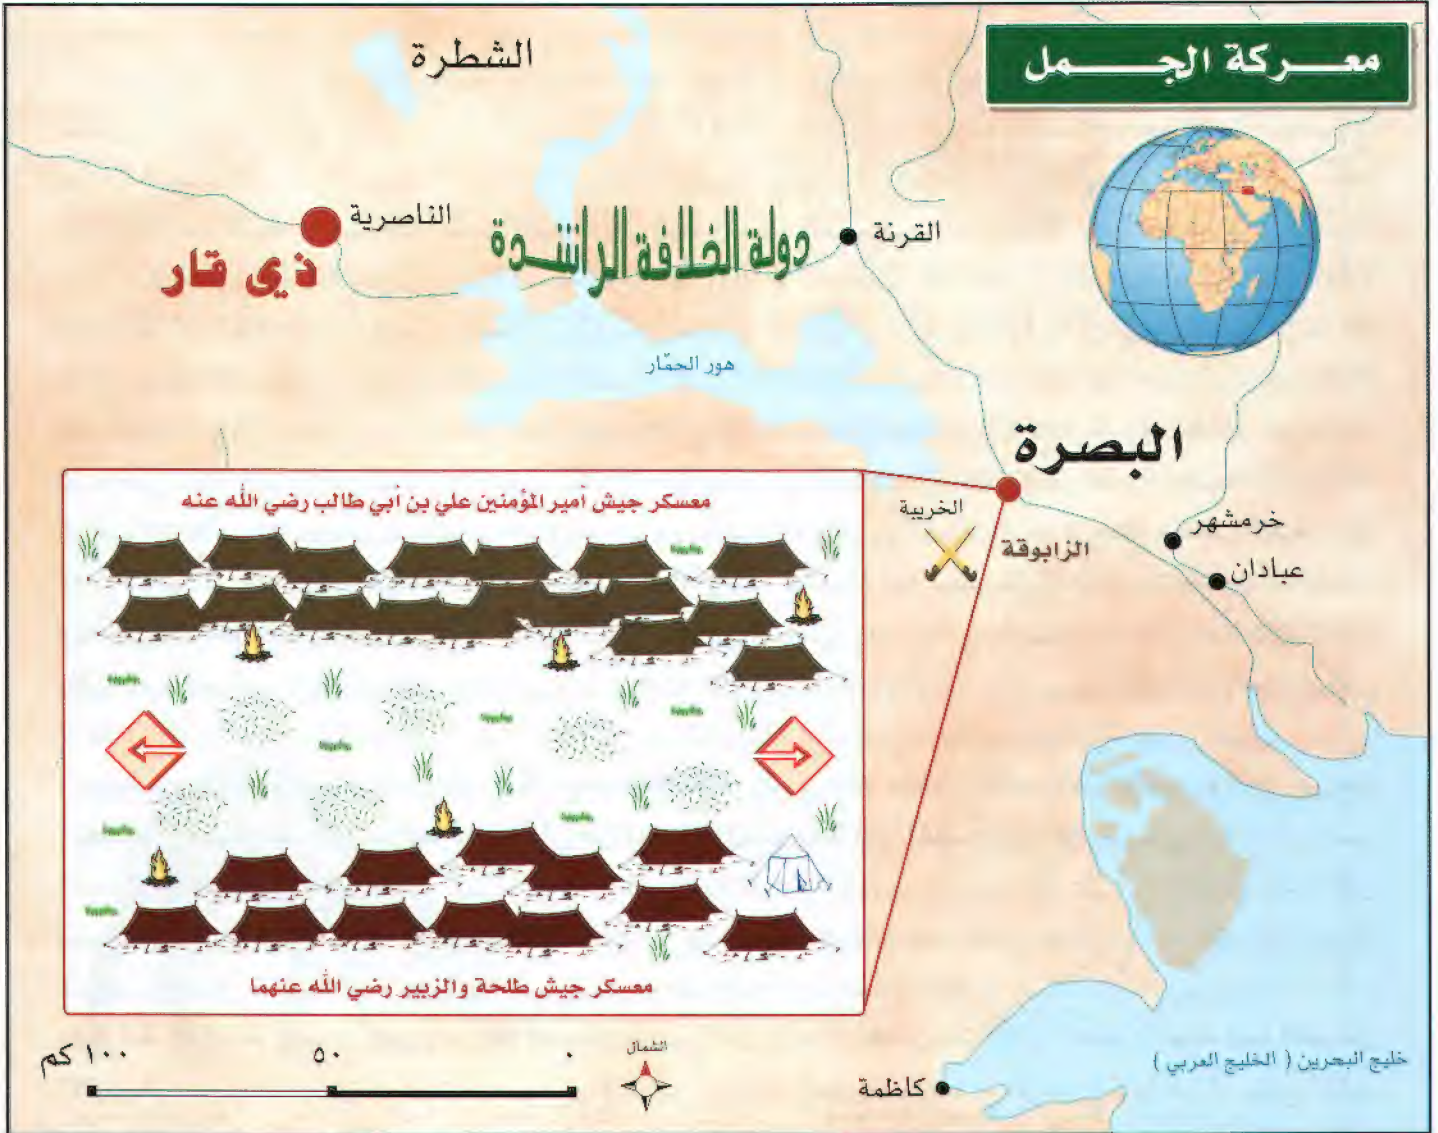 معـــركة الجـــــمل
الشطرة
الناصرية
ذي قار
دولة الخلافة الراشدة
القرنة
هور الحمّار
البصرة
الخريبة
الزابوقة
خرمشهر
عبادان
معسكر جيش أمير المؤمنين علي بن أبي طالب رضي الله عنه
معسكر جيش طلحة والزبير رضي الله عنهما
١٠٠ كم
٥٠
٠
الشمال
كاظمة
خليج البحرين ( الخليج العربي )